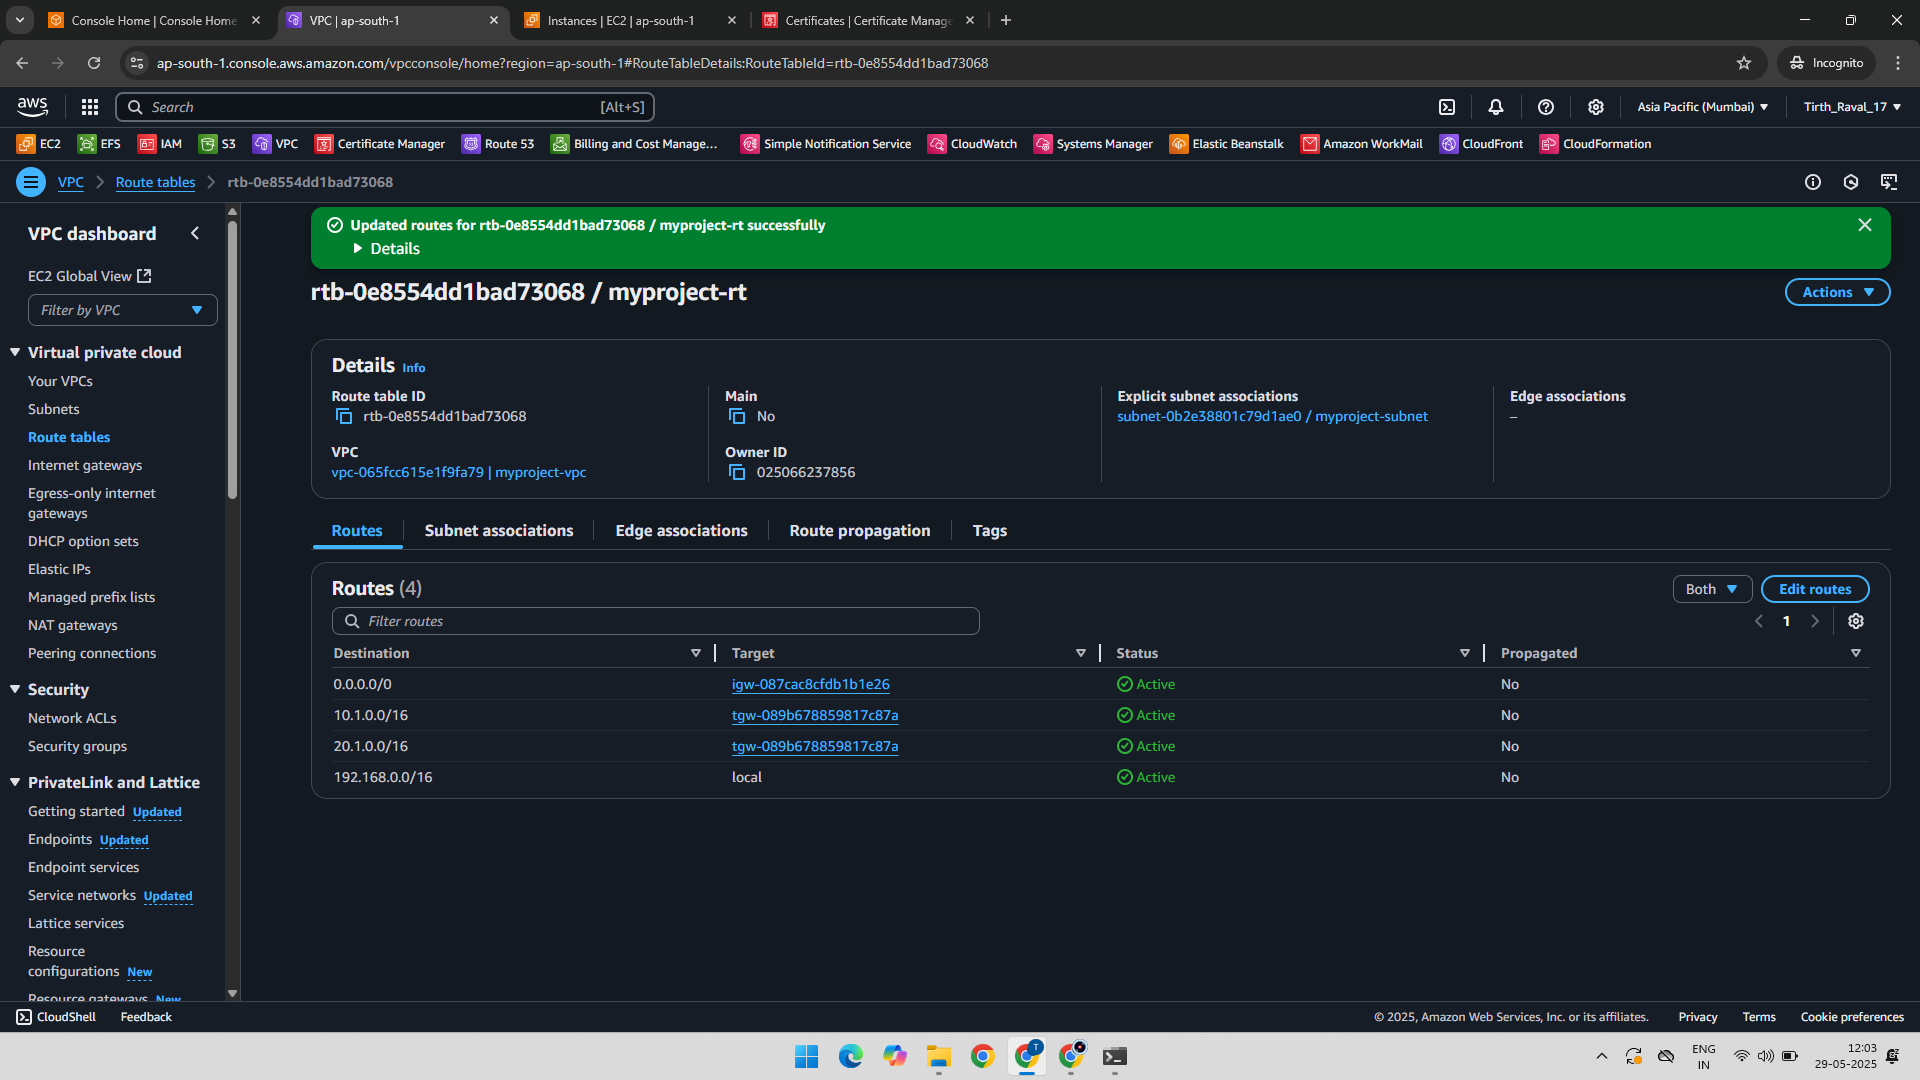 Console Home | Console Home
VPC | ap-south-1
Instances | EC2 | ap-south-1
Certificates | Certificate Manage
ap-south-1.console.aws.amazon.com/vpcconsole/home?region=ap-south-1#RouteTableDetails:RouteTableId=rtb-0e8554dd1bad73068
Incognito
aws
Search
[Alt+S]
Asia Pacific (Mumbai)
Tirth_Raval_17
EC2
EFS
IAM
S3
VPC
Certificate Manager
Route 53
Billing and Cost Manage...
Simple Notification Service
CloudWatch
Systems Manager
Elastic Beanstalk
Amazon WorkMail
CloudFront
CloudFormation
VPC
Route tables
rtb-0e8554dd1bad73068
VPC dashboard
EC2 Global View
Filter by VPC
Virtual private cloud
Your VPCs
Subnets
Route tables
Internet gateways
Egress-only internet
gateways
DHCP option sets
Elastic IPs
Managed prefix lists
NAT gateways
Peering connections
Security
Network ACLs
Security groups
PrivateLink and Lattice
Getting started Updated
Endpoints Updated
Endpoint services
Service networks Updated
Lattice services
Resource
configurations New
Resource gateways New
Updated routes for rtb-0e8554dd1bad73068 / myproject-rt successfully
Details
rtb-0e8554dd1bad73068 / myproject-rt
Actions
Details Info
Route table ID
rtb-0e8554dd1bad73068
Main
No
Explicit subnet associations
subnet-0b2e38801c79d1ae0 / myproject-subnet
Edge associations
–
VPC
vpc-065fcc615e1f9fa79 | myproject-vpc
Owner ID
025066237856
Routes
Subnet associations
Edge associations
Route propagation
Tags
Routes (4)
Both
Edit routes
Filter routes
1
Destination Target Status Propagated
0.0.0.0/0 igw-087cac8cfdb1b1e26 Active No
10.1.0.0/16 tgw-089b678859817c87a Active No
20.1.0.0/16 tgw-089b678859817c87a Active No
192.168.0.0/16 local Active No
CloudShell
Feedback
© 2025, Amazon Web Services, Inc. or its affiliates.
Privacy
Terms
Cookie preferences
T
ENG
IN
12:03
29-05-2025